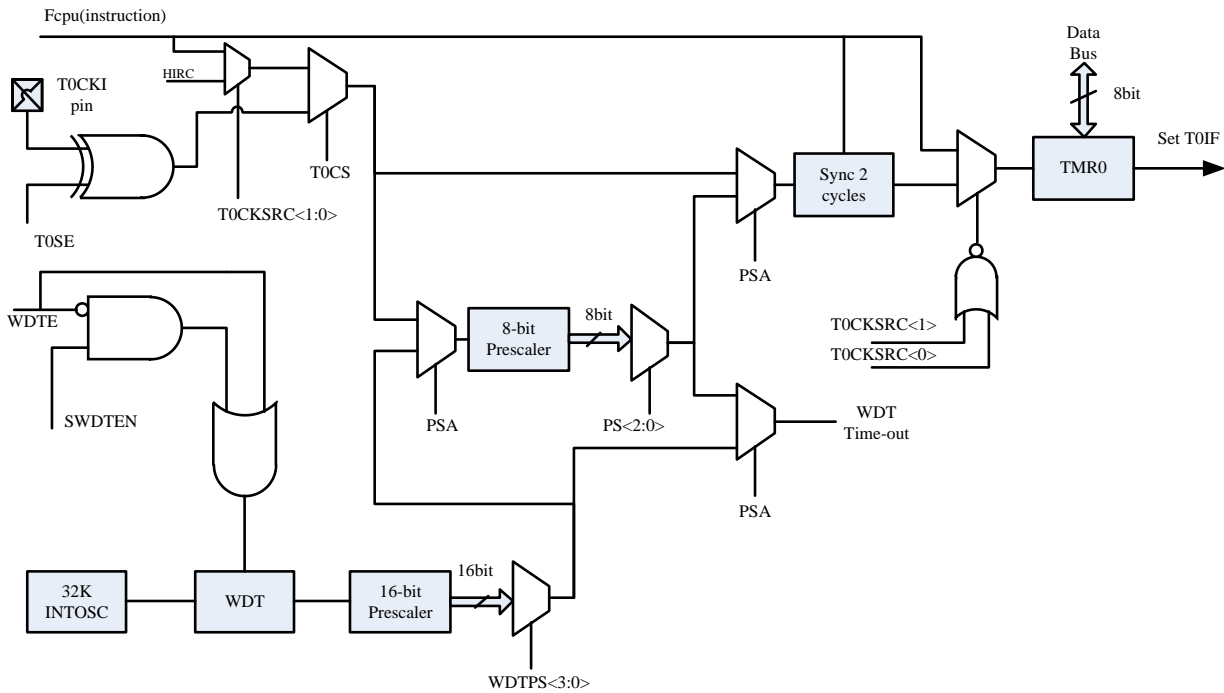 Fcpu(instruction)
HIRC
T0CKI
pin
T0CS
T0CKSRC<1:0>
T0SE
Data
Bus
8bit
Set T0IF
TMR0
Sync 2
cycles
PSA
T0CKSRC<1>
T0CKSRC<0>
WDTE
SWDTEN
8-bit
Prescaler
8bit
PSA
PS<2:0>
WDT
Time-out
PSA
32K
INTOSC
WDT
16-bit
Prescaler
16bit
WDTPS<3:0>